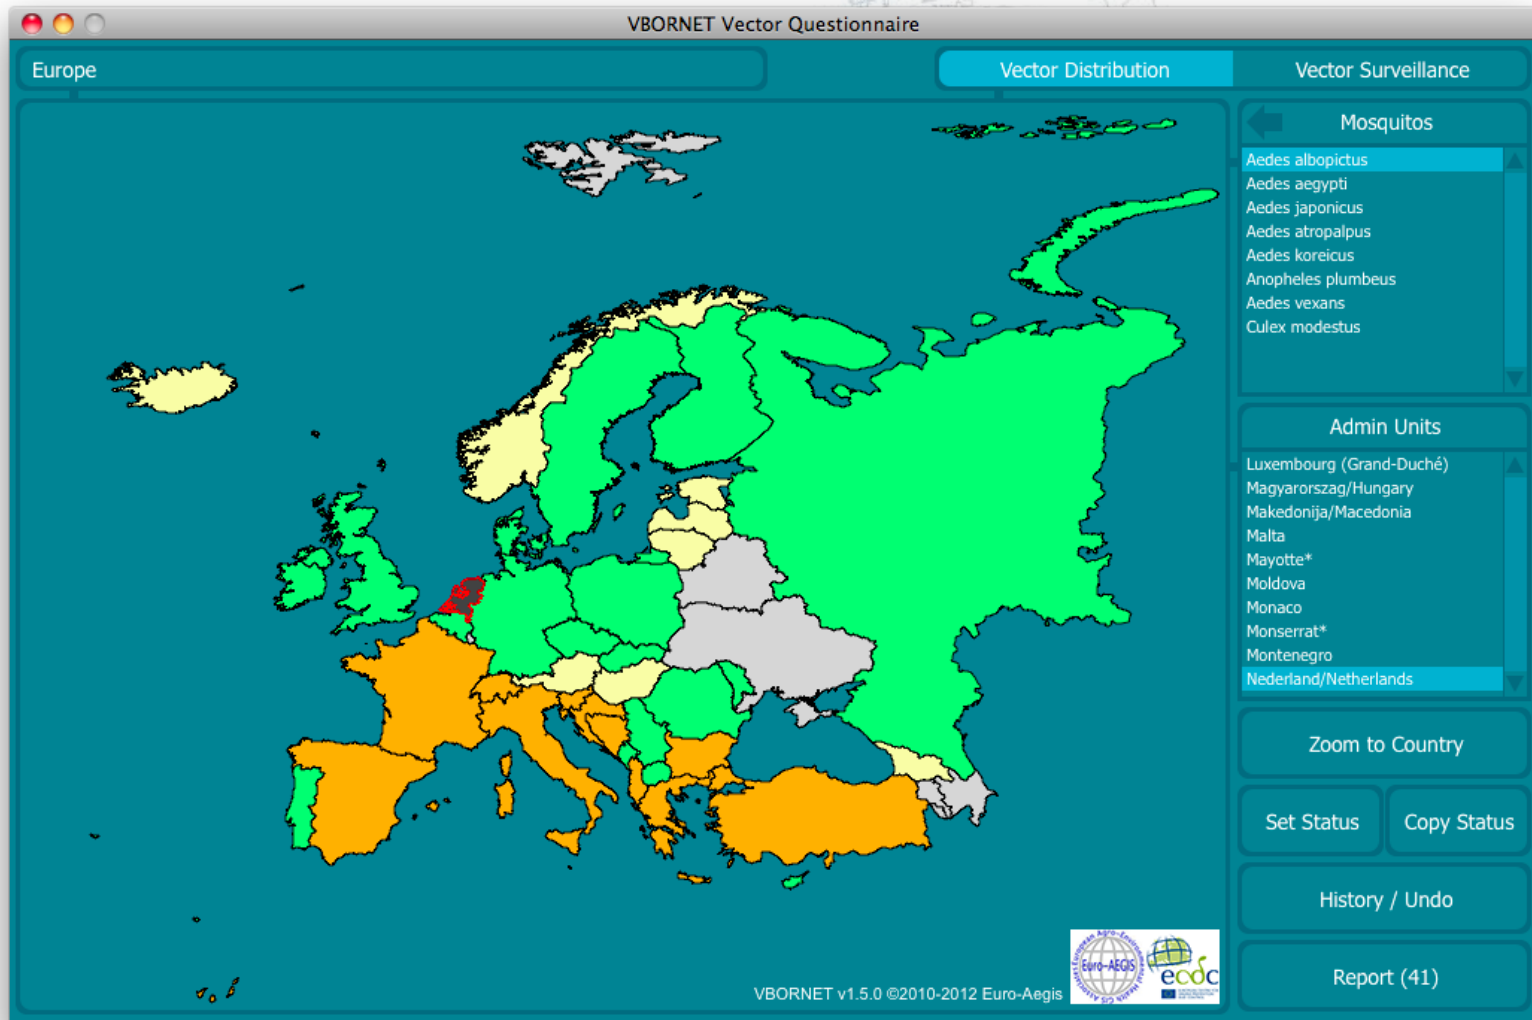 VBORNET Vector Questionnaire
Europe
Vector Distribution
Vector Surveillance
Mosquitos
Aedes albopictus
Aedes aegypti
Aedes japonicus
Aedes atropalpus
Aedes koreicus
Anopheles plumbeus
Aedes vexans
Culex modestus
Admin Units
Luxembourg (Grand-Duché)
Magyarorszag/Hungary
Makedonija/Macedonia
Malta
Mayotte*
Moldova
Monaco
Monserrat*
Montenegro
Nederland/Netherlands
Zoom to Country
Set Status
Copy Status
History / Undo
Report (41)
VBORNET v1.5.0 ©2010-2012 Euro-Aegis
Euro-AEGIS
ecdc